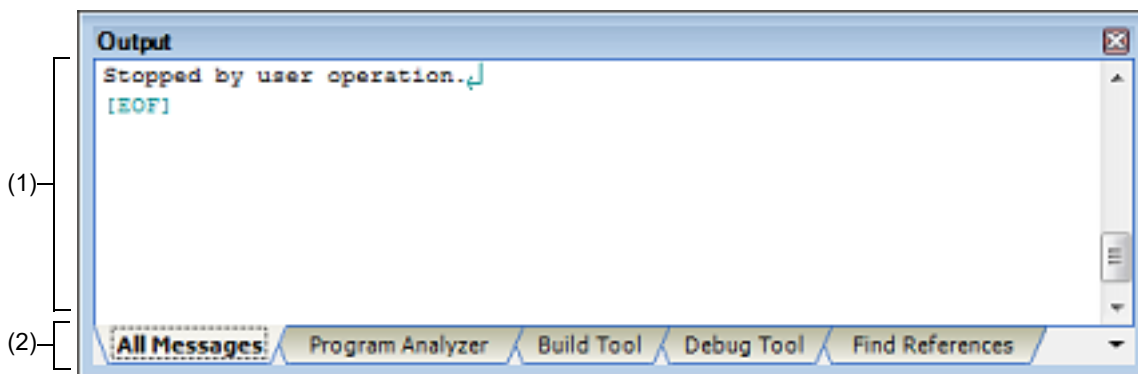 Output
(1)
Stopped by user operation.
[EOF]
(2)
All Messages Program Analyzer Build Tool Debug Tool Find References